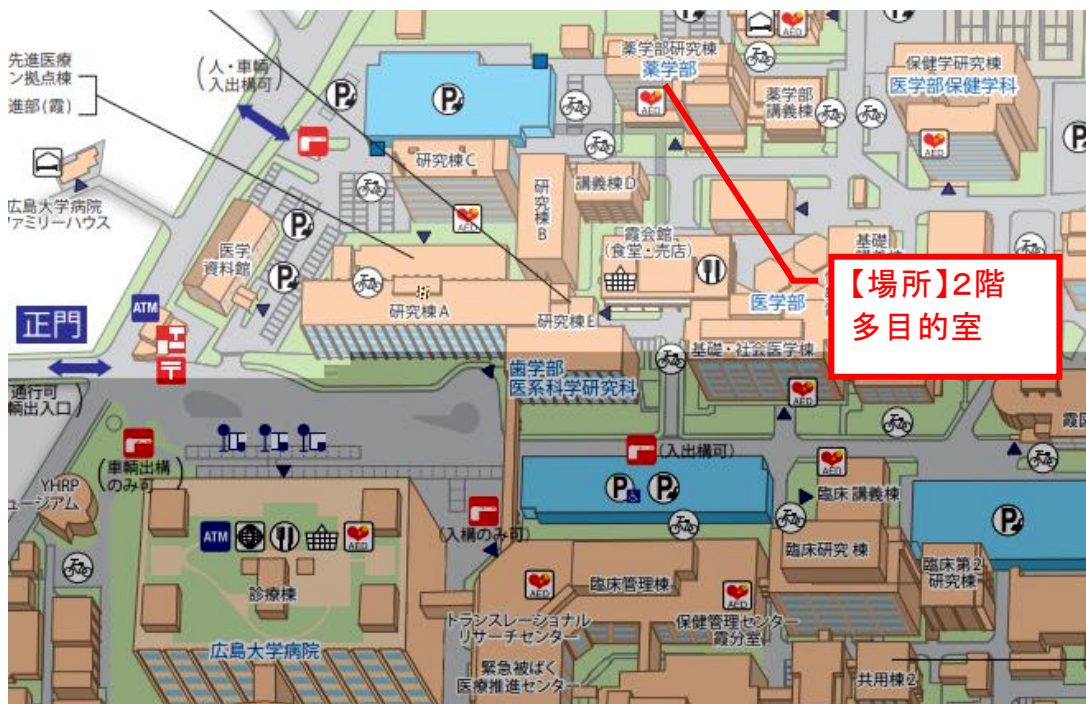 先進医療
ン拠点棟
進部(霞)
(人・車輌
入出構可)
広島大学病院
ファミリーハウス
医学
資料館
正門
ATM
通行可
輌出入口)
P
P
P
P
研究棟C
AED
研究棟B
講義棟D
薬学部研究棟
薬学部
AED
薬学部
講義棟
保健学研究棟
医学部保健学科
AED
P
霞会館
(食堂・売店)
研究棟A
研究棟E
歯学部
医系科学研究科
医学部
基礎・社会医学棟
AED
基礎
【場所】2階
多目的室
(車輌出構
のみ可)
YHRP
ュージアム
ATM
AED
診療棟
広島大学病院
(入構のみ可)
(入出構可)
P
P
AED
臨床講義棟
臨床研究棟
P
臨床第2
研究棟
AED
臨床管理棟
トランスレーショナル
リサーチセンター
AED
保健管理センター
霞分室
緊急被ばく
医療推進センター
共用棟2